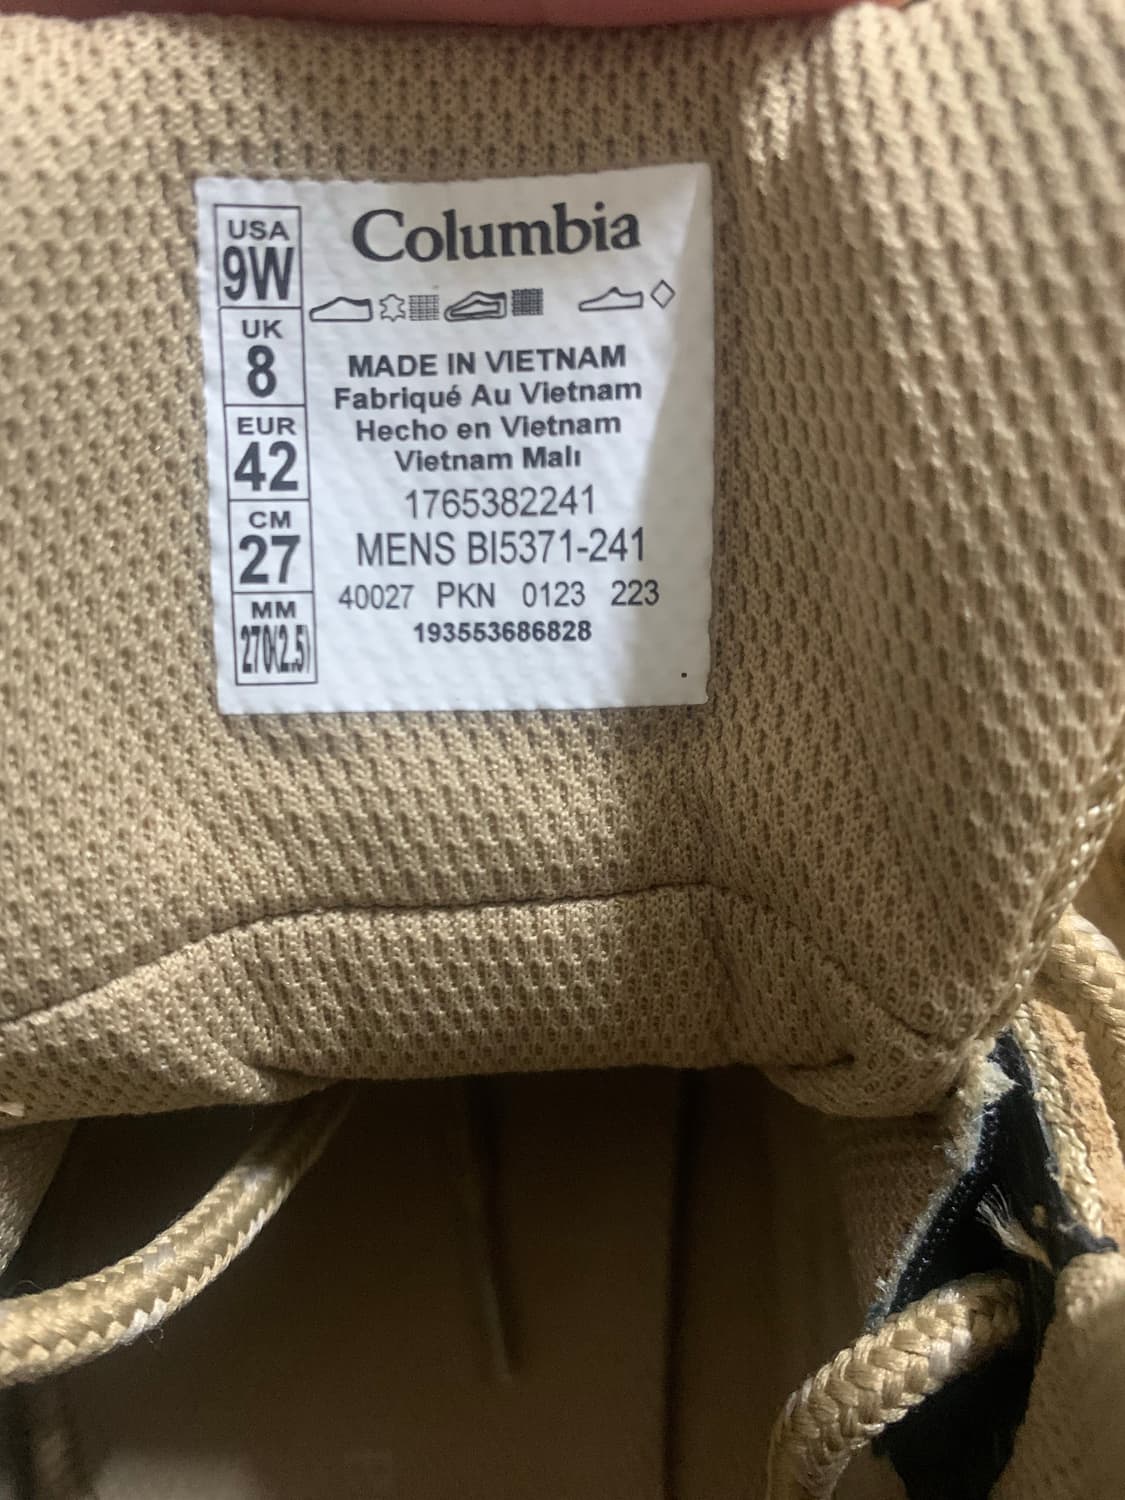 Columbia
USA
9W
UK
8
EUR
42
CM
27
MM
270(2.5)
MADE IN VIETNAM
Fabriqué Au Vietnam
Hecho en Vietnam
Vietnam Malı
1765382241
MENS BI5371-241
40027 PKN 0123 223
193553686828